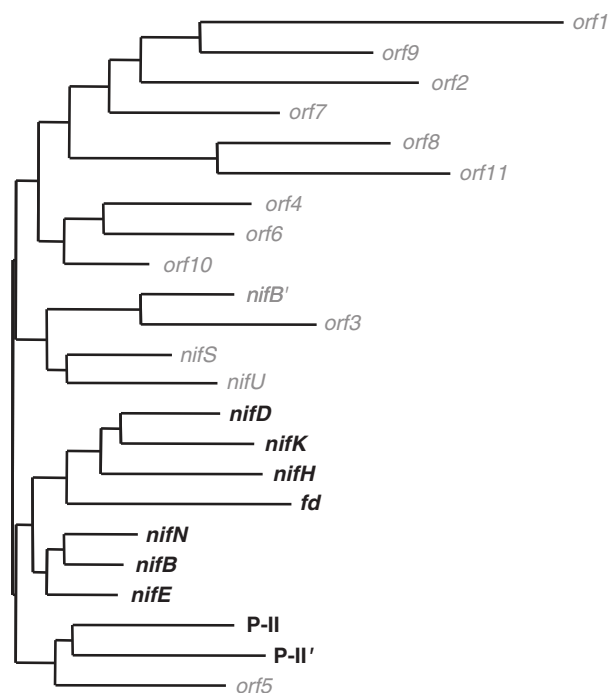 orf1
orf9
orf2
orf7
orf8
orf11
orf4
orf6
orf10
nifB'
orf3
nifS
nifU
nifD
nifK
nifH
fd
nifN
nifB
nifE
P-II
P-II'
orf5